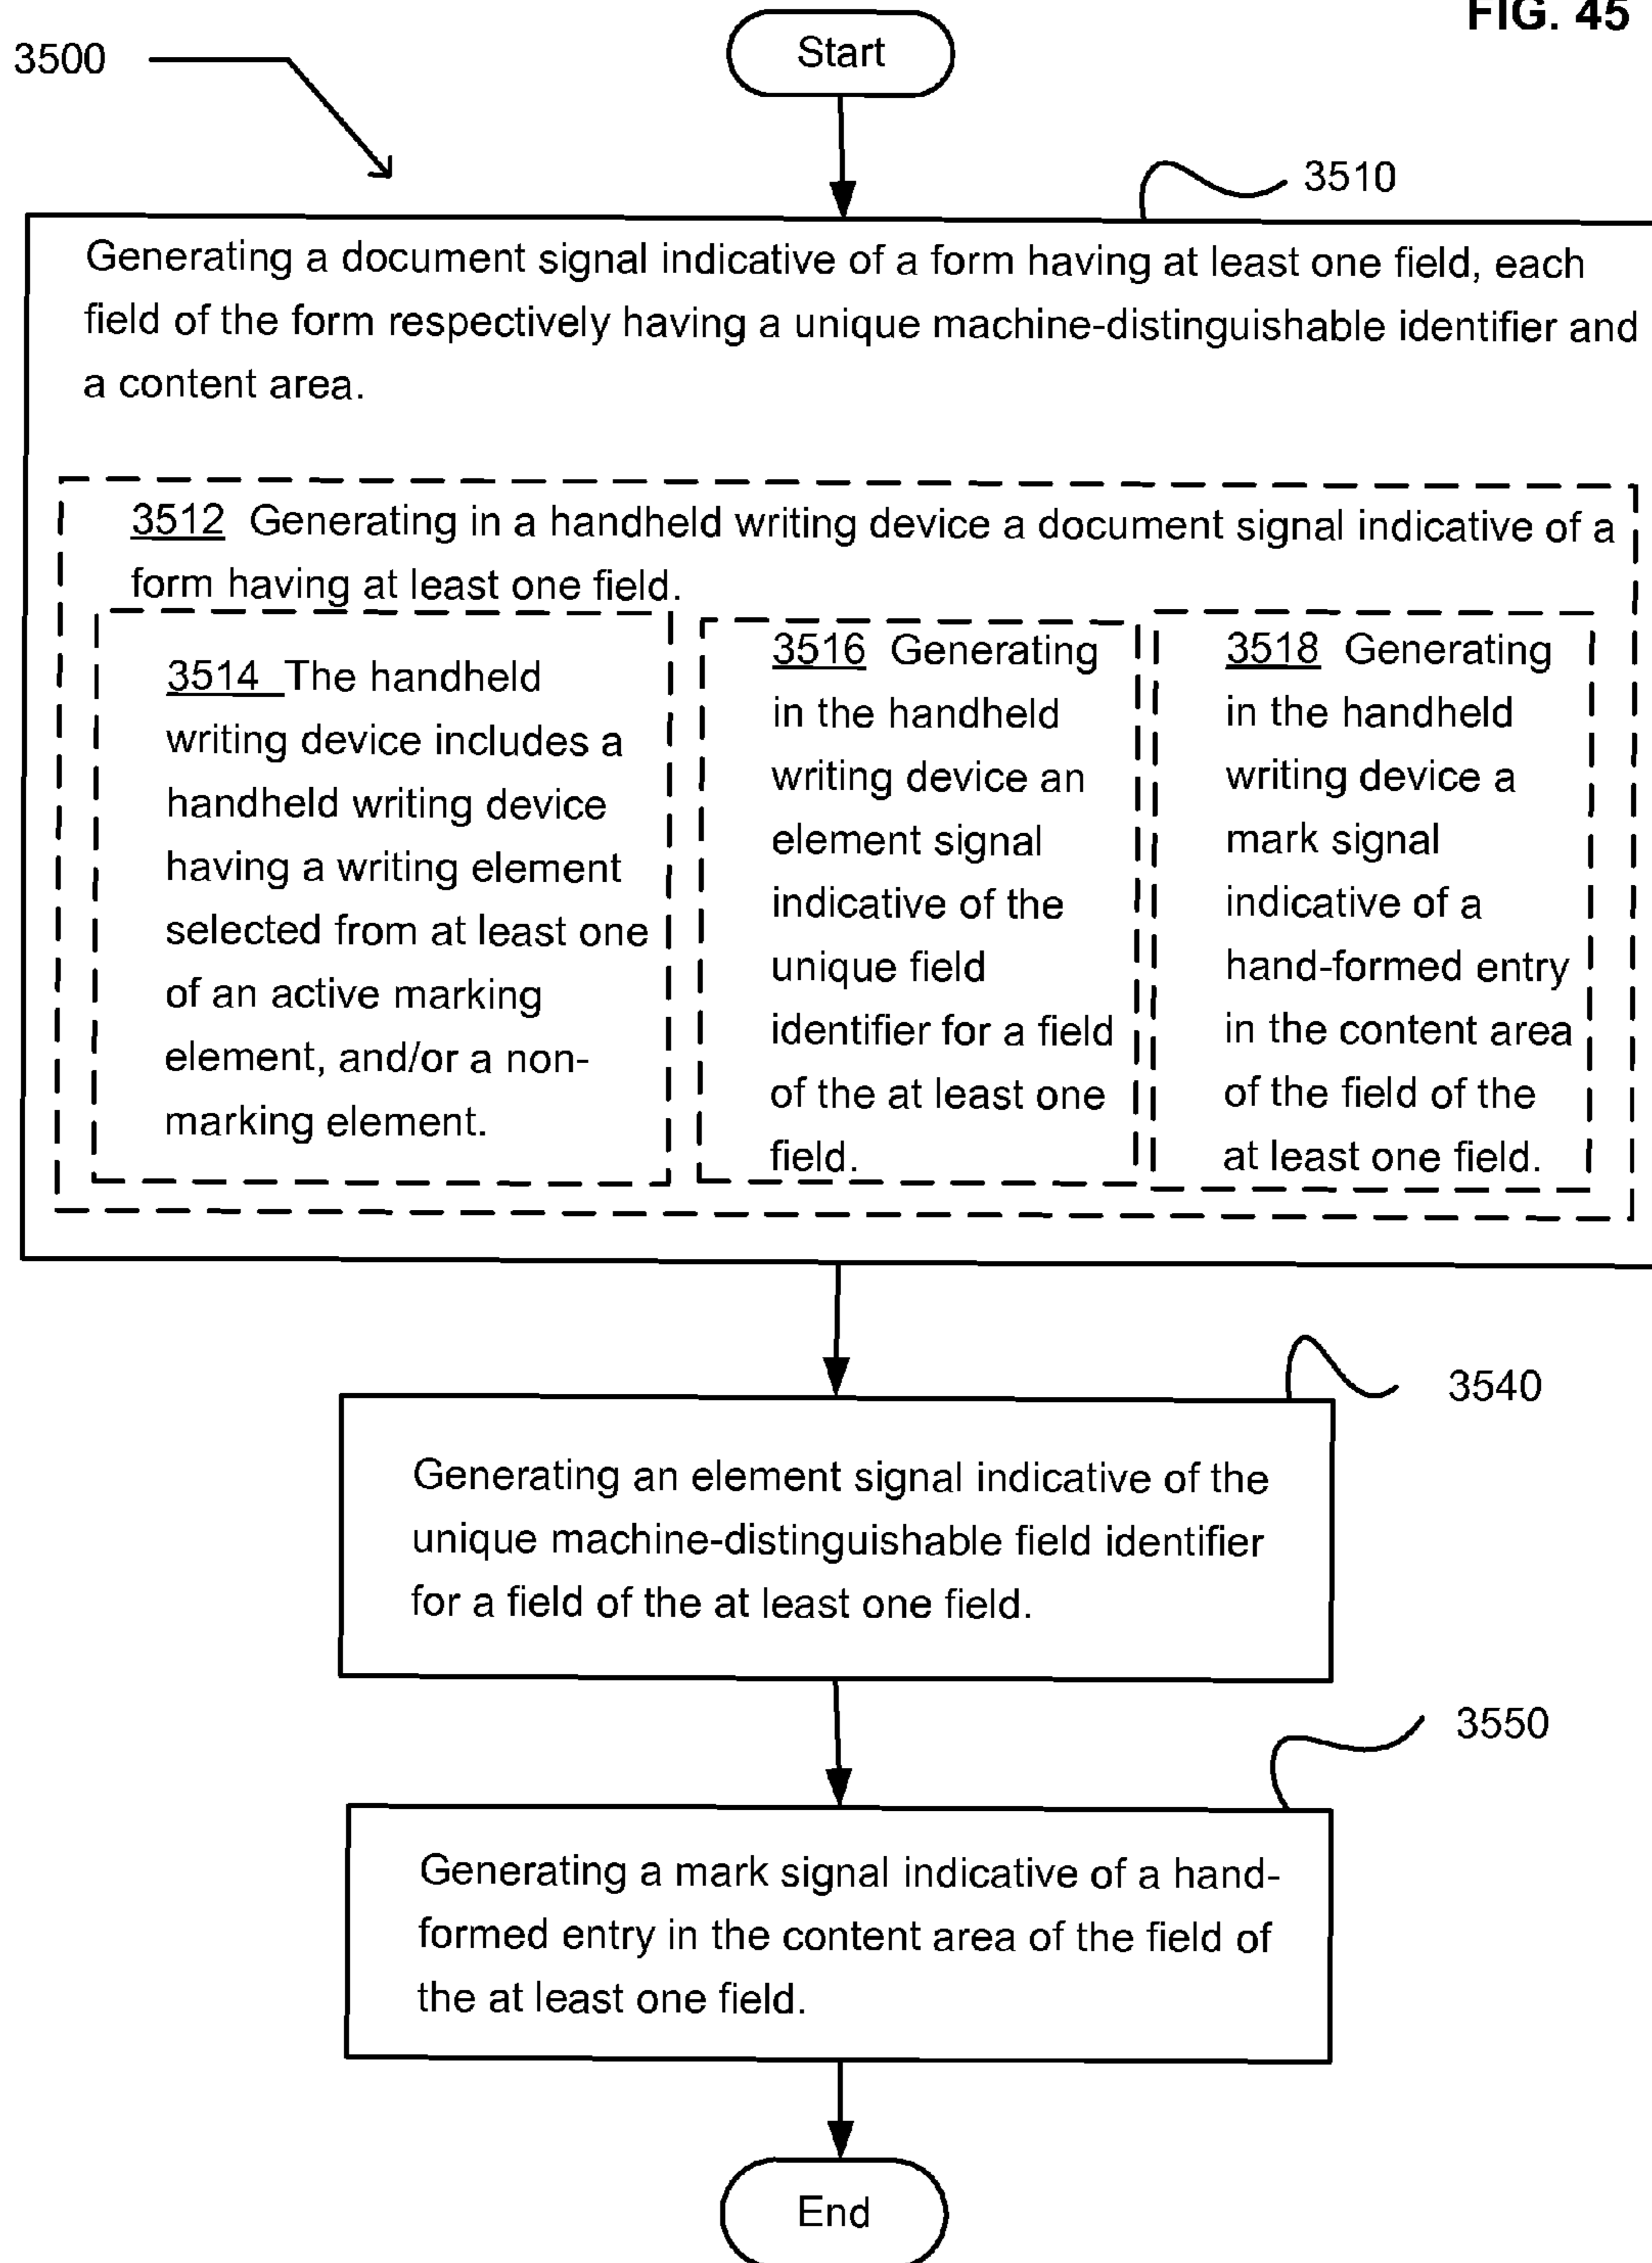 FIG. 45
3500
Start
3510
Generating a document signal indicative of a form having at least one field, each
field of the form respectively having a unique machine-distinguishable identifier and
a content area.
3512 Generating in a handheld writing device a document signal indicative of a
form having at least one field.
3514 The handheld
writing device includes a
handheld writing device
having a writing element
selected from at least one
of an active marking
element, and/or a non-
marking element.
3516 Generating
in the handheld
writing device an
element signal
indicative of the
unique field
identifier for a field
of the at least one
field.
3518 Generating
in the handheld
writing device a
mark signal
indicative of a
hand-formed entry
in the content area
of the field of the
at least one field.
3540
Generating an element signal indicative of the
unique machine-distinguishable field identifier
for a field of the at least one field.
3550
Generating a mark signal indicative of a hand-
formed entry in the content area of the field of
the at least one field.
End